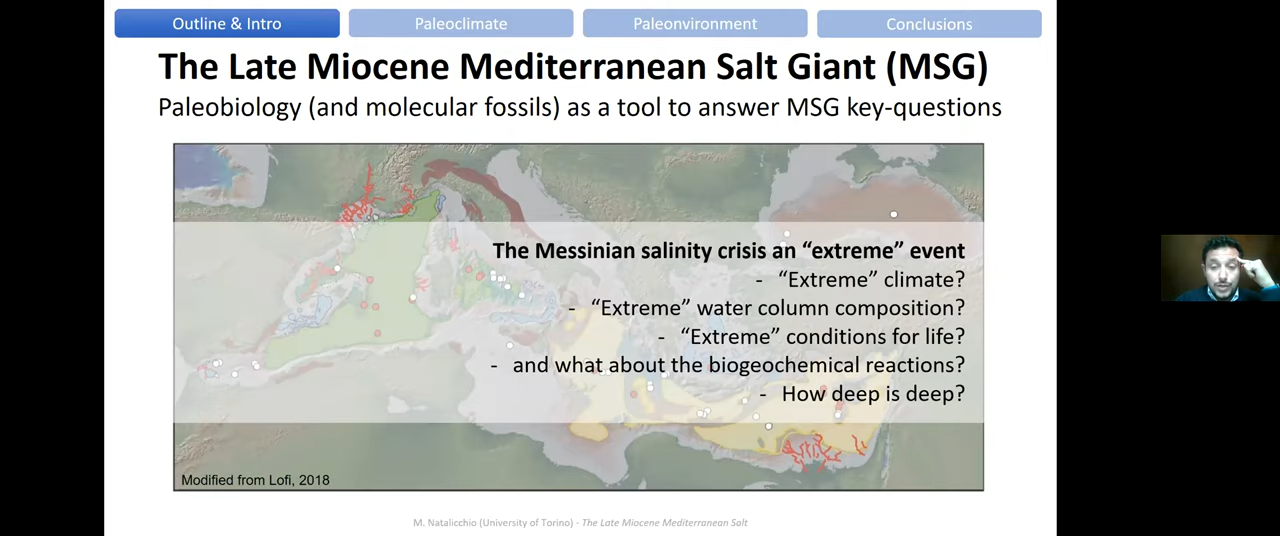 Outline & Intro
Paleoclimate
Paleonvironment
Conclusions
The Late Miocene Mediterranean Salt Giant (MSG)
Paleobiology (and molecular fossils) as a tool to answer MSG key-questions
The Messinian salinity crisis an “extreme” event
- “Extreme” climate?
- “Extreme” water column composition?
- “Extreme” conditions for life?
- and what about the biogeochemical reactions?
- How deep is deep?
Modified from Lofi, 2018
M. Natalicchio (University of Torino) - The Late Miocene Mediterranean Salt